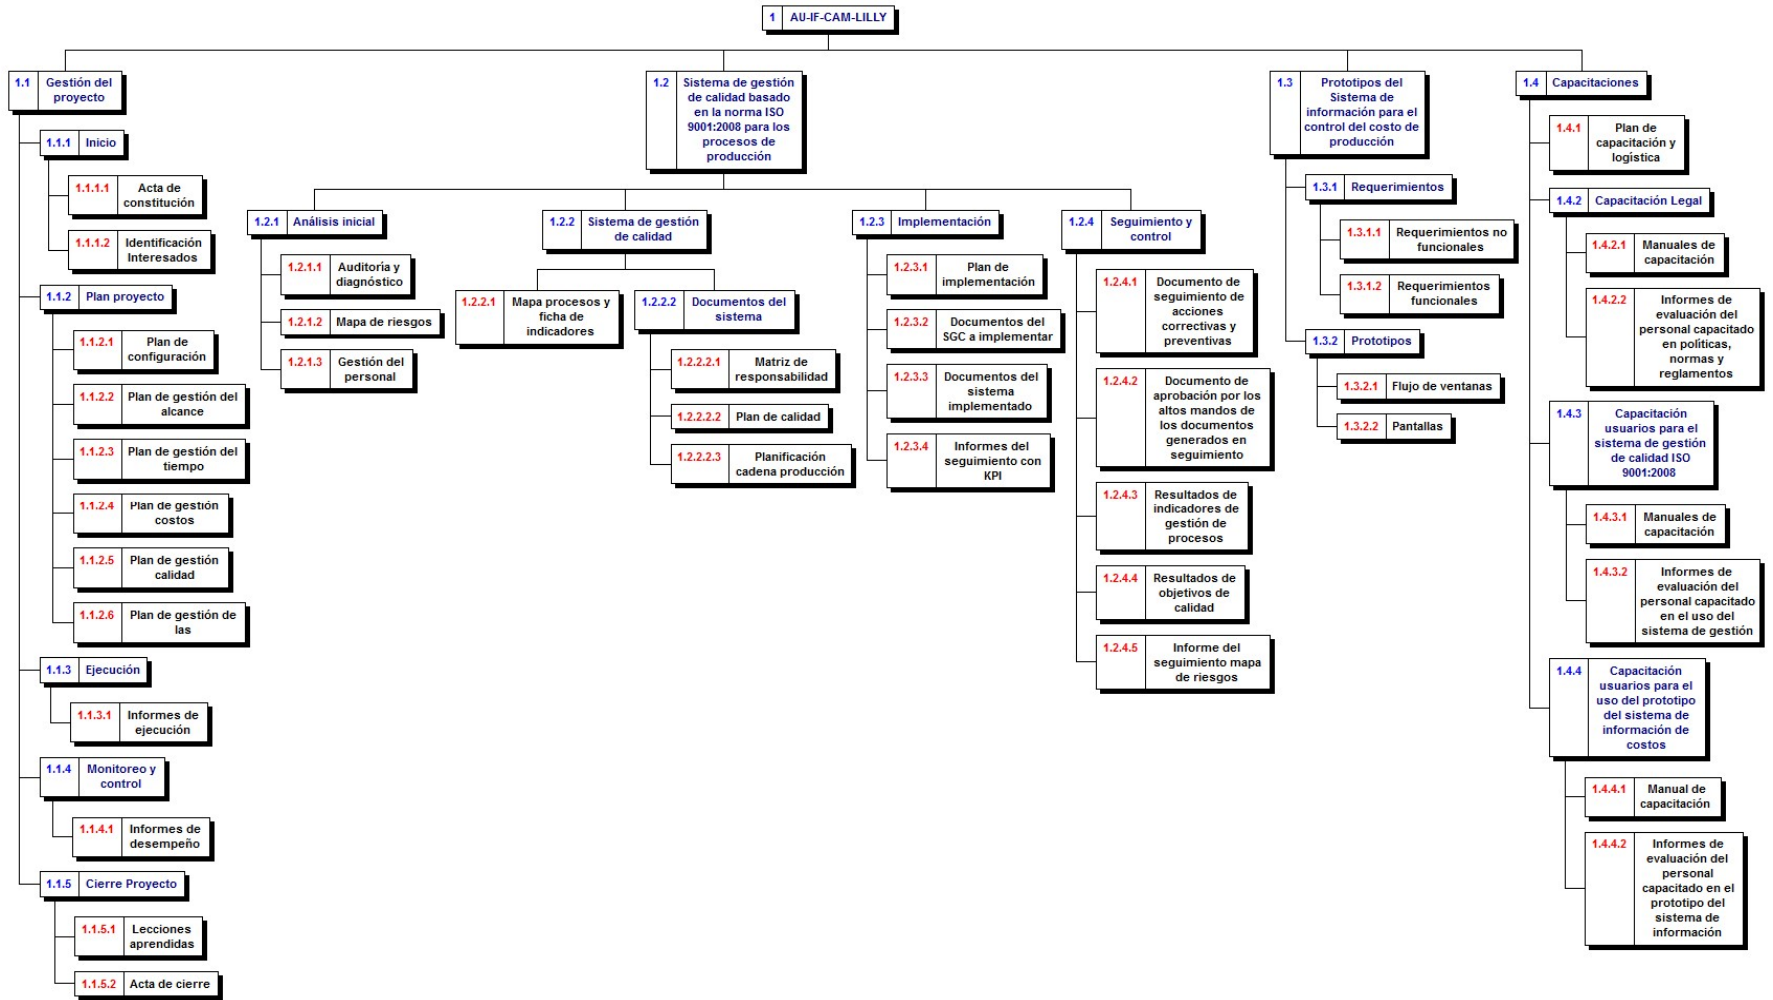 1 AU-IF-CAM-LILLY
1.1 Gestión del
proyecto
1.1.1 Inicio
1.1.1.1 Acta de
constitución
1.1.1.2 Identificación
Interesados
1.1.2 Plan proyecto
1.1.2.1 Plan de
configuración
1.1.2.2 Plan de gestión del
alcance
1.1.2.3 Plan de gestión del
tiempo
1.1.2.4 Plan de gestión
costos
1.1.2.5 Plan de gestión
calidad
1.1.2.6 Plan de gestión de
las
1.1.3 Ejecución
1.1.3.1 Informes de
ejecución
1.1.4 Monitoreo y
control
1.1.4.1 Informes de
desempeño
1.1.5 Cierre Proyecto
1.1.5.1 Lecciones
aprendidas
1.1.5.2 Acta de cierre
1.2 Sistema de gestión
de calidad basado
en la norma ISO
9001:2008 para los
procesos de
producción
1.2.1 Análisis inicial
1.2.1.1 Auditoría y
diagnóstico
1.2.1.2 Mapa de riesgos
1.2.1.3 Gestión del
personal
1.2.2 Sistema de gestión
de calidad
1.2.2.1 Mapa procesos y
ficha de
indicadores
1.2.2.2 Documentos del
sistema
1.2.2.2.1 Matriz de
responsabilidad
1.2.2.2.2 Plan de calidad
1.2.2.2.3 Planificación
cadena producción
1.2.3 Implementación
1.2.3.1 Plan de
implementación
1.2.3.2 Documentos del
SGC a implementar
1.2.3.3 Documentos del
sistema
implementado
1.2.3.4 Informes del
seguimiento con
KPI
1.2.4 Seguimiento y
control
1.2.4.1 Documento de
seguimiento de
acciones
correctivas y
preventivas
1.2.4.2 Documento de
aprobación por los
altos mandos de
los documentos
generados en
seguimiento
1.2.4.3 Resultados de
indicadores de
gestión de
procesos
1.2.4.4 Resultados de
objetivos de
calidad
1.2.4.5 Informe del
seguimiento mapa
de riesgos
1.3 Prototipos del
Sistema de
información para el
control del costo de
producción
1.3.1 Requerimientos
1.3.1.1 Requerimientos no
funcionales
1.3.1.2 Requerimientos
funcionales
1.3.2 Prototipos
1.3.2.1 Flujo de ventanas
1.3.2.2 Pantallas
1.4 Capacitaciones
1.4.1 Plan de
capacitación y
logística
1.4.2 Capacitación Legal
1.4.2.1 Manuales de
capacitación
1.4.2.2 Informes de
evaluación del
personal capacitado
en políticas,
normas y
reglamentos
1.4.3 Capacitación
usuarios para el
sistema de gestión
de calidad ISO
9001:2008
1.4.3.1 Manuales de
capacitación
1.4.3.2 Informes de
evaluación del
personal capacitado
en el uso del
sistema de gestión
1.4.4 Capacitación
usuarios para el
uso del prototipo
del sistema de
información de
costos
1.4.4.1 Manual de
capacitación
1.4.4.2 Informes de
evaluación del
personal
capacitado en el
prototipo del
sistema de
información